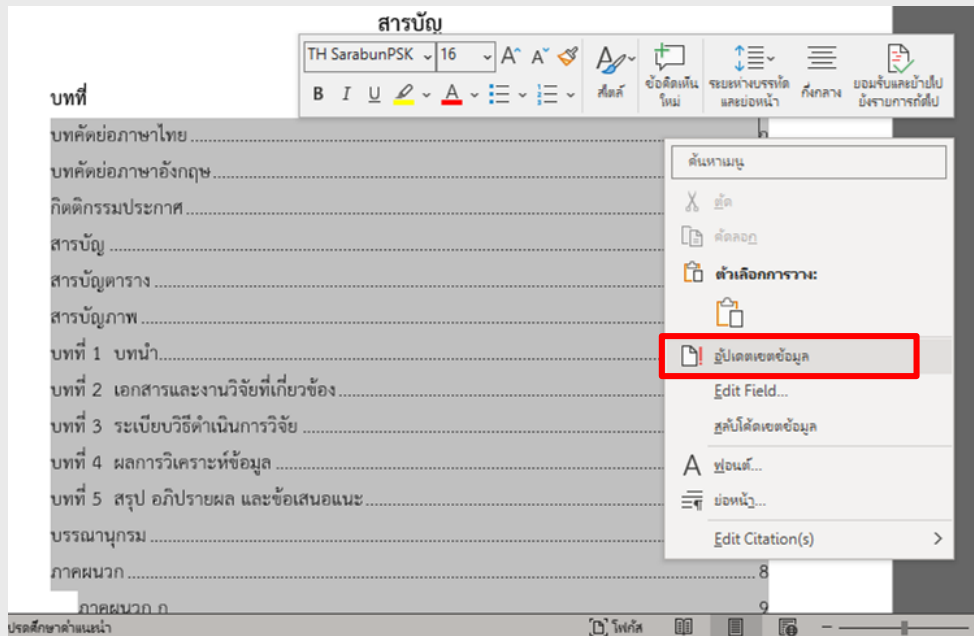 สารบัญ
TH SarabunPSK 16
B I U A
สไตล์
ข้อคิดเห็นใหม่
ระยะห่างบรรทัดและย่อหน้า
กึ่งกลาง
ยอมรับและย้ายไปยังรายการถัดไป
บทที่
บทคัดย่อภาษาไทย
บทคัดย่อภาษาอังกฤษ
กิตติกรรมประกาศ
สารบัญ
สารบัญตาราง
สารบัญภาพ
บทที่ 1 บทนำ
บทที่ 2 เอกสารและงานวิจัยที่เกี่ยวข้อง
บทที่ 3 ระเบียบวิธีดำเนินการวิจัย
บทที่ 4 ผลการวิเคราะห์ข้อมูล
บทที่ 5 สรุป อภิปรายผล และข้อเสนอแนะ
บรรณานุกรม
ภาคผนวก 8
ภาคผนวก ก 9
ค้นหาเมนู
ตัด
คัดลอก
ตัวเลือกการวาง:
อัปเดตเขตข้อมูล
Edit Field...
สลับโค้ดเขตข้อมูล
ฟอนต์...
ย่อหน้า...
Edit Citation(s)
โฟกัส